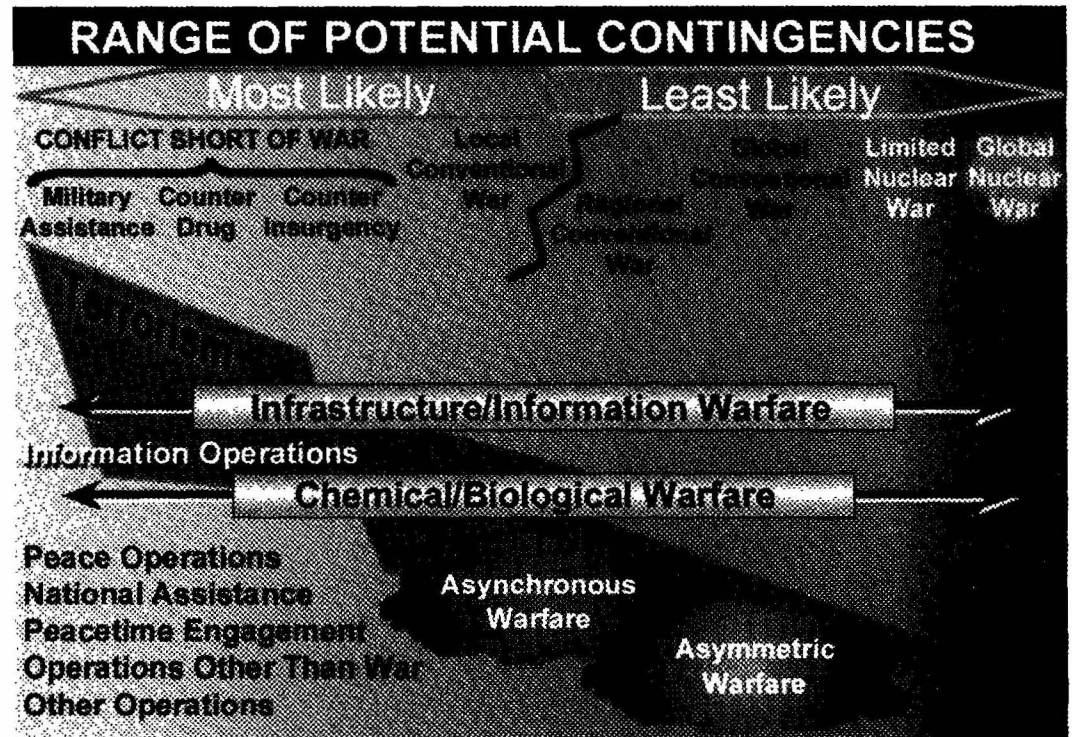 RANGE OF POTENTIAL CONTINGENCIES
Most Likely
Least Likely
CONFLICT SHORT OF WAR
Military
Assistance
Counter
Drug
Counter
Insurgency
Local
Conventional
War
Regional
Conventional
War
Global
Conventional
War
Limited
Nuclear
War
Global
Nuclear
War
Terrorism
Infrastructure/Information Warfare
Information Operations
Chemical/Biological Warfare
Peace Operations
National Assistance
Peacetime Engagement
Operations Other Than War
Other Operations
Asynchronous
Warfare
Asymmetric
Warfare